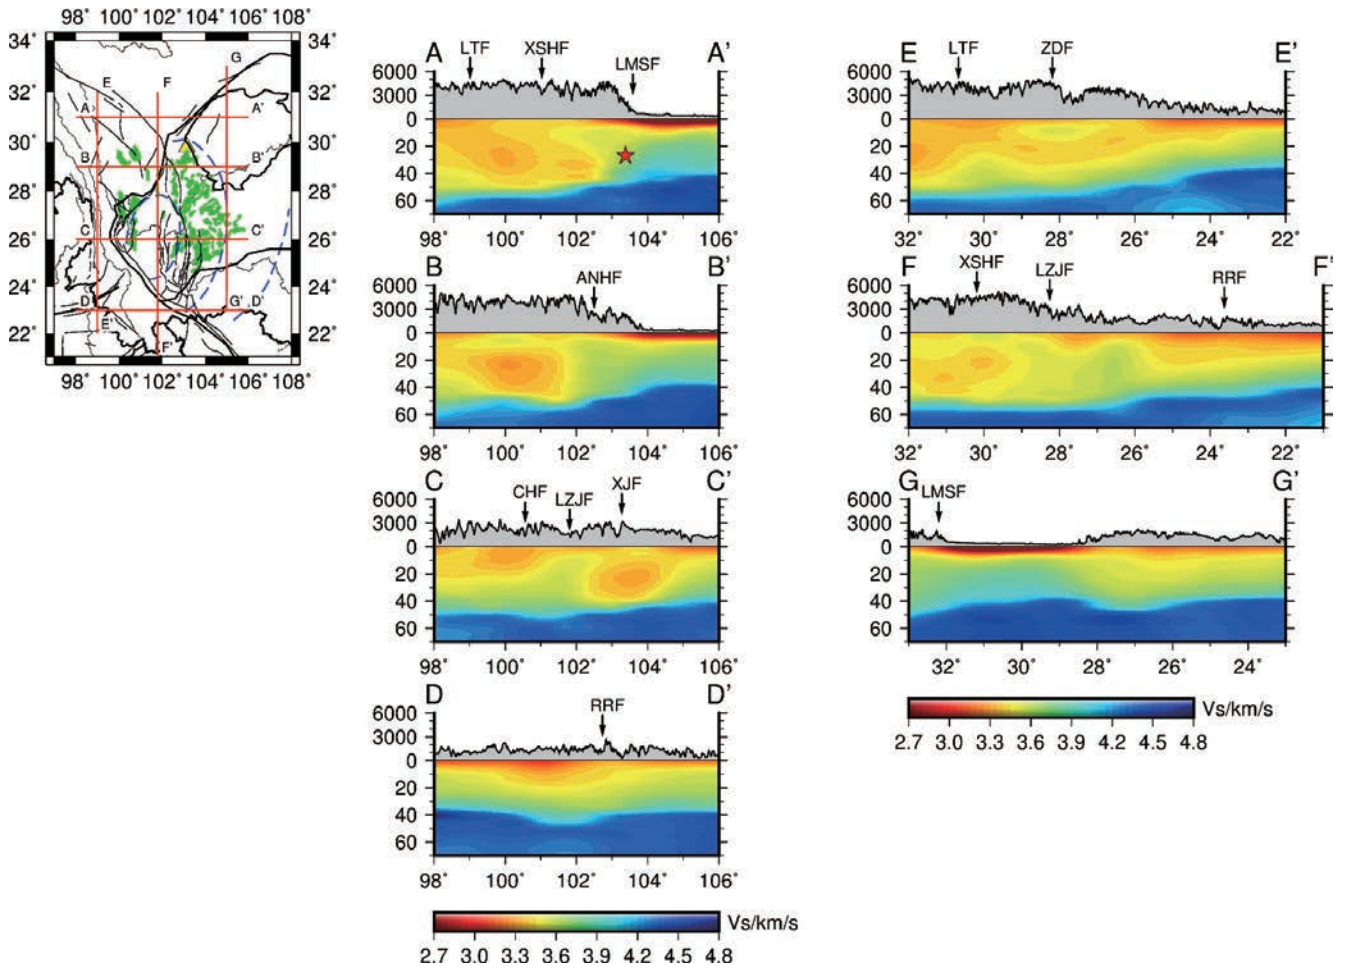 98° 100° 102° 104° 106° 108°
34° 34°
32° 32°
30° 30°
28° 28°
26° 26°
24° 24°
22° 22°
98° 100° 102° 104° 106° 108°
E F G
A A'
B B'
C C'
D G' D'
E'
F'
A A'
LTF XSHF LMSF
6000
3000
0
20
40
60
98° 100° 102° 104° 106°
B B'
ANHF
6000
3000
0
20
40
60
98° 100° 102° 104° 106°
C C'
CHF LZJF XJF
6000
3000
0
20
40
60
98° 100° 102° 104° 106°
D D'
RRF
6000
3000
0
20
40
60
98° 100° 102° 104° 106°
Vs/km/s
2.7 3.0 3.3 3.6 3.9 4.2 4.5 4.8
E E'
LTF ZDF
6000
3000
0
20
40
60
32° 30° 28° 26° 24° 22°
F F'
XSHF LZJF RRF
6000
3000
0
20
40
60
32° 30° 28° 26° 24° 22°
G G'
LMSF
6000
3000
0
20
40
60
32° 30° 28° 26° 24°
Vs/km/s
2.7 3.0 3.3 3.6 3.9 4.2 4.5 4.8